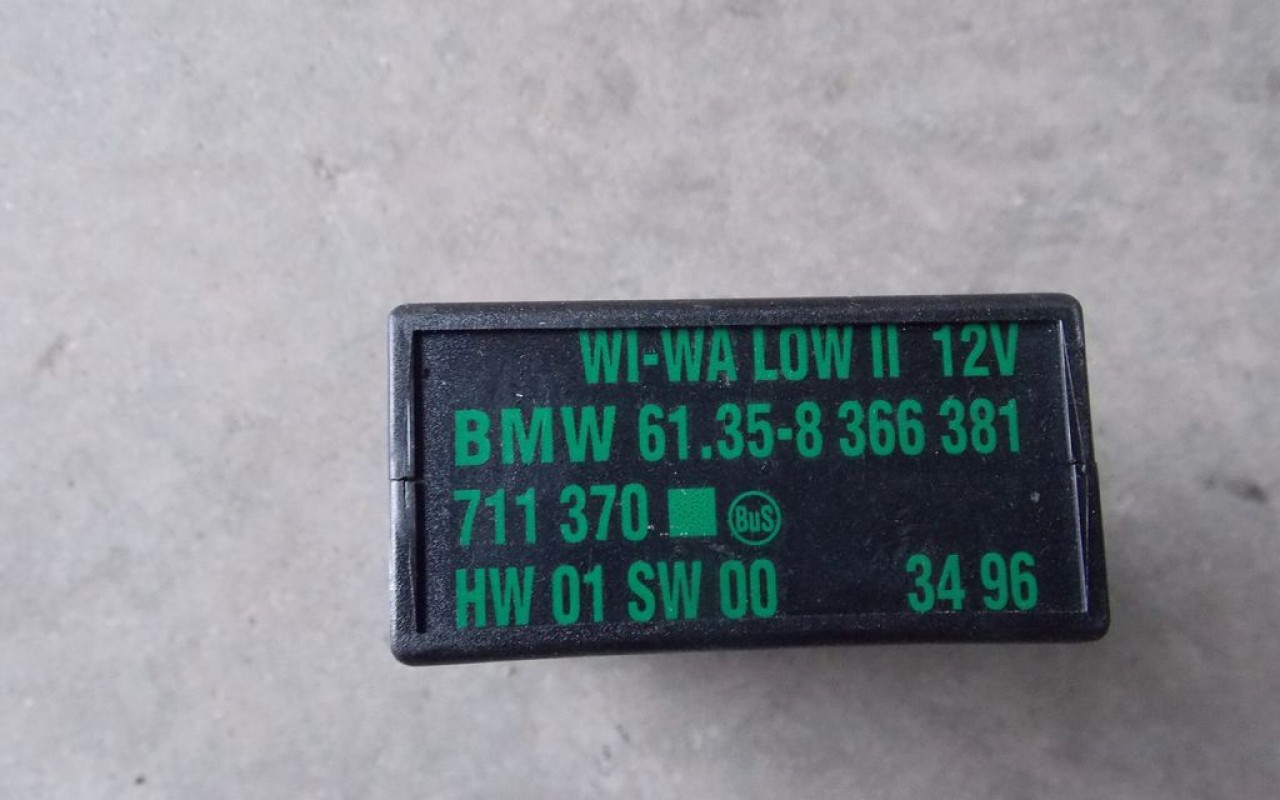 WI-WA LOW II 12V
BMW 61.35-8 366 381
711 370 BuS
HW 01 SW 00 34 96